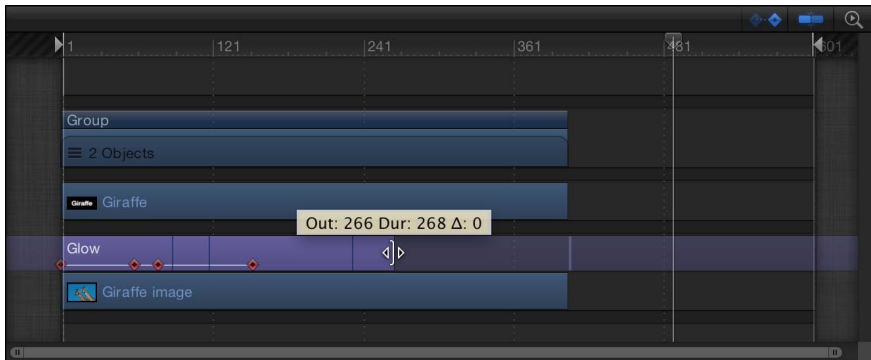 1 121 241 361 481 601
Group
2 Objects
Giraffe Giraffe
Out: 266 Dur: 268 Δ: 0
Glow
Giraffe image